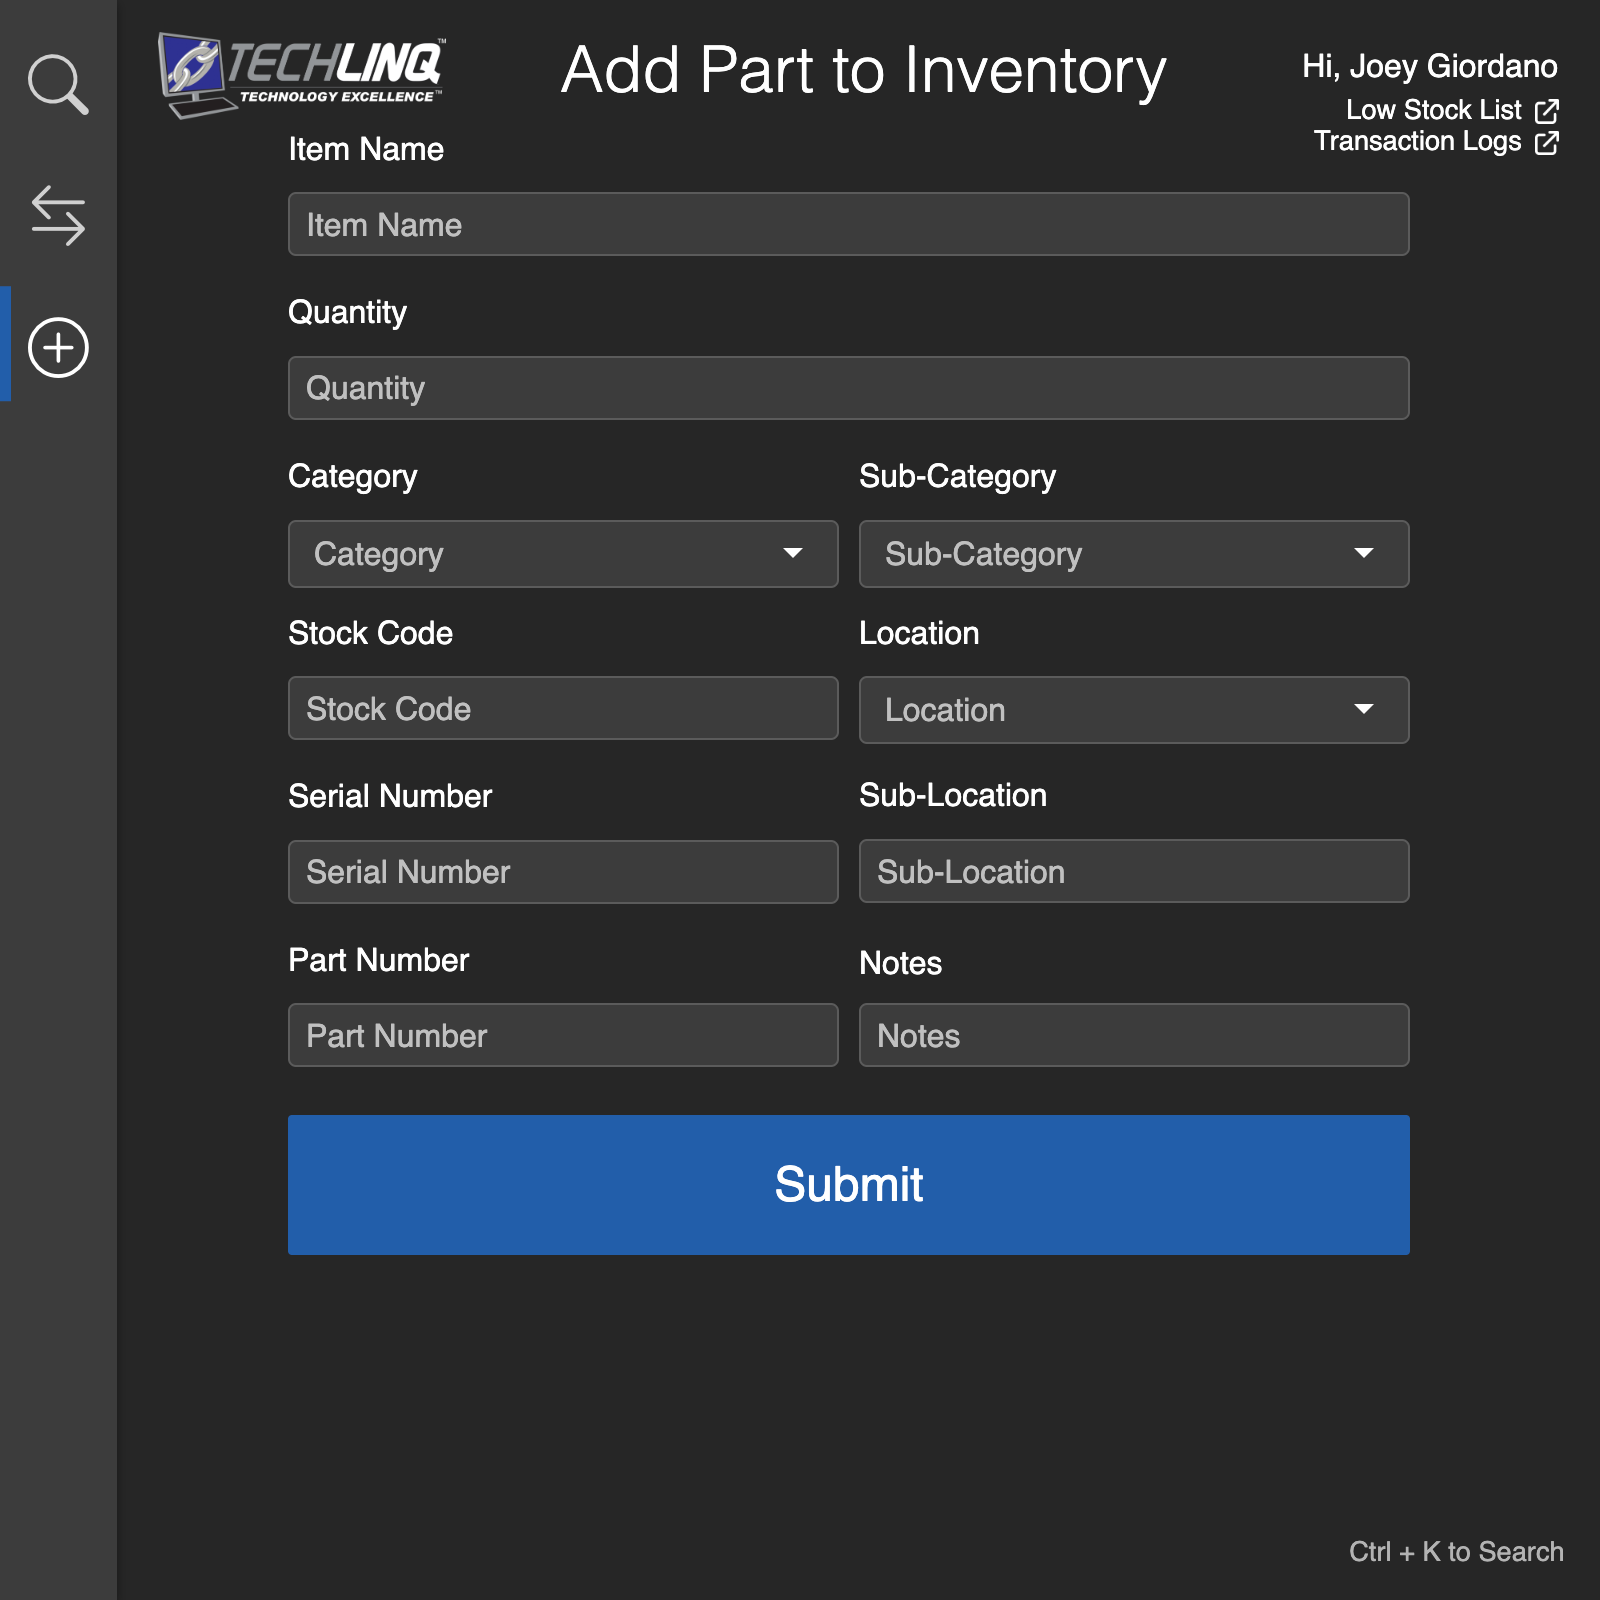 TECHLINQ™
TECHNOLOGY EXCELLENCE™
Add Part to Inventory
Hi, Joey Giordano
Low Stock List
Transaction Logs
Item Name
Item Name
Quantity
Quantity
Category
Sub-Category
Category
Sub-Category
Stock Code
Location
Stock Code
Location
Serial Number
Sub-Location
Serial Number
Sub-Location
Part Number
Notes
Part Number
Notes
Submit
Ctrl + K to Search